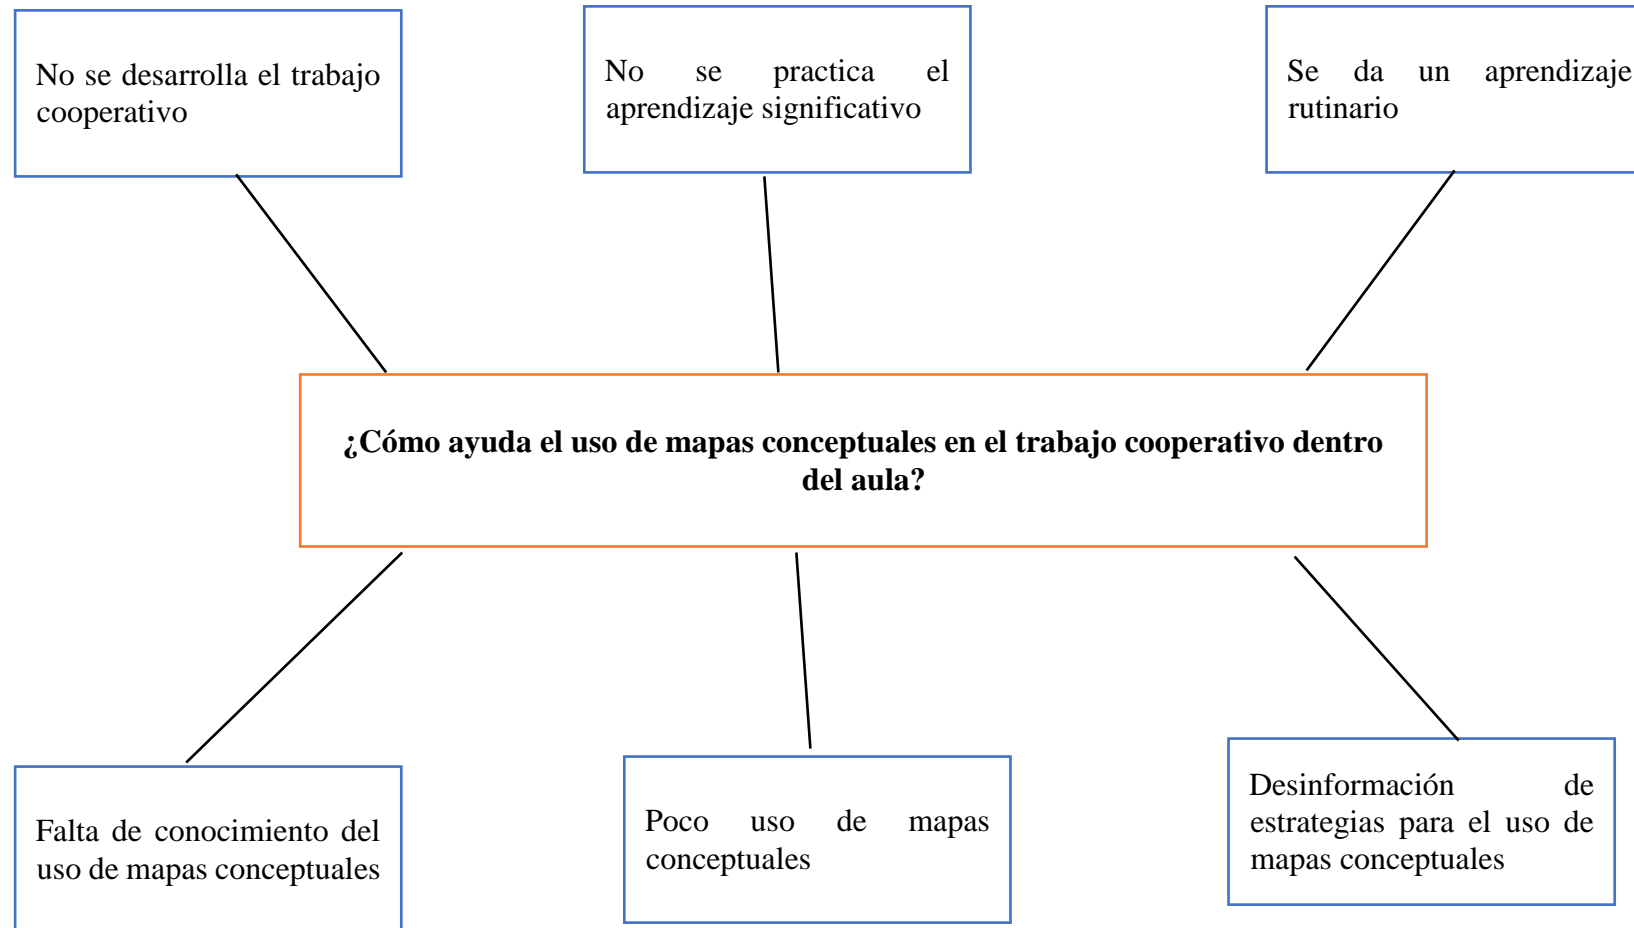 No se desarrolla el trabajo
cooperativo
No se practica el
aprendizaje significativo
Se da un aprendizaje
rutinario
¿Cómo ayuda el uso de mapas conceptuales en el trabajo cooperativo dentro
del aula?
Falta de conocimiento del
uso de mapas conceptuales
Poco uso de mapas
conceptuales
Desinformación de
estrategias para el uso de
mapas conceptuales